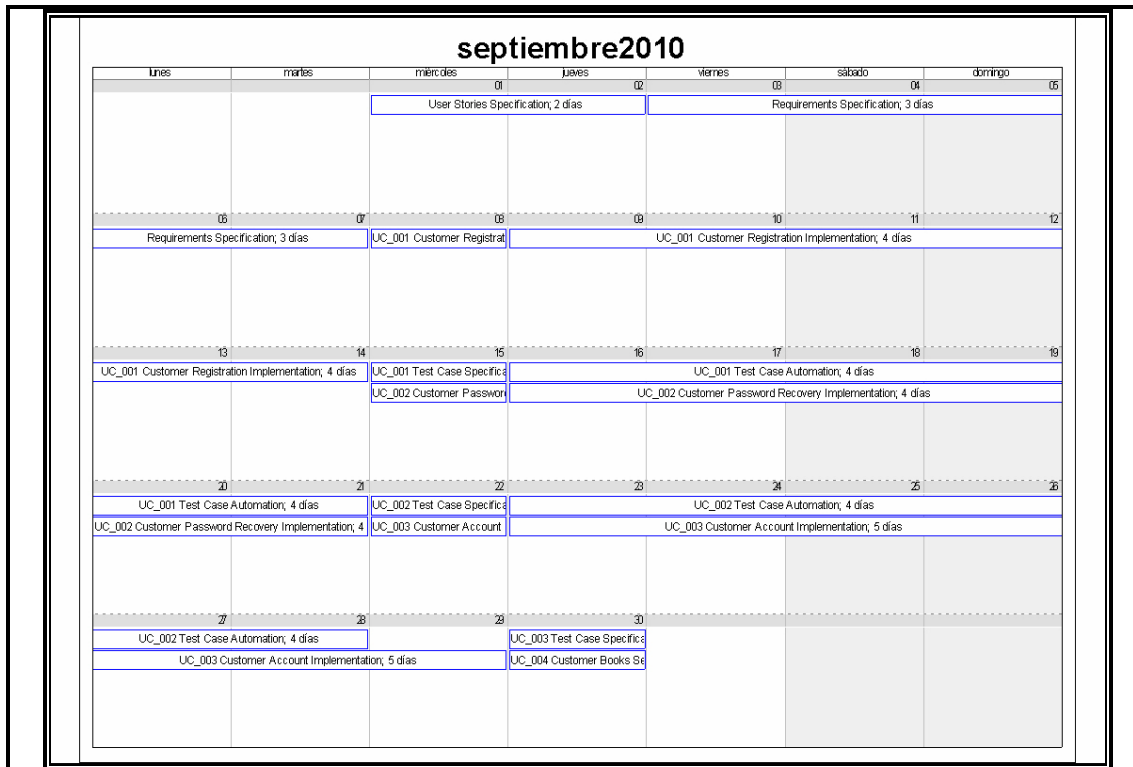 septiembre2010
lunes martes miércoles jueves viernes sábado domingo
01 02 03 04 05
User Stories Specification; 2 días Requirements Specification; 3 días
06 07 08 09 10 11 12
Requirements Specification; 3 días UC_001 Customer Registrat UC_001 Customer Registration Implementation; 4 días
13 14 15 16 17 18 19
UC_001 Customer Registration Implementation; 4 días UC_001 Test Case Specifica UC_001 Test Case Automation; 4 días
UC_002 Customer Password UC_002 Customer Password Recovery Implementation; 4 días
20 21 22 23 24 25 26
UC_001 Test Case Automation; 4 días UC_002 Test Case Specifica UC_002 Test Case Automation; 4 días
UC_002 Customer Password Recovery Implementation; 4 UC_003 Customer Account UC_003 Customer Account Implementation; 5 días
27 28 29 30
UC_002 Test Case Automation; 4 días UC_003 Test Case Specifica
UC_003 Customer Account Implementation; 5 días UC_004 Customer Books Se